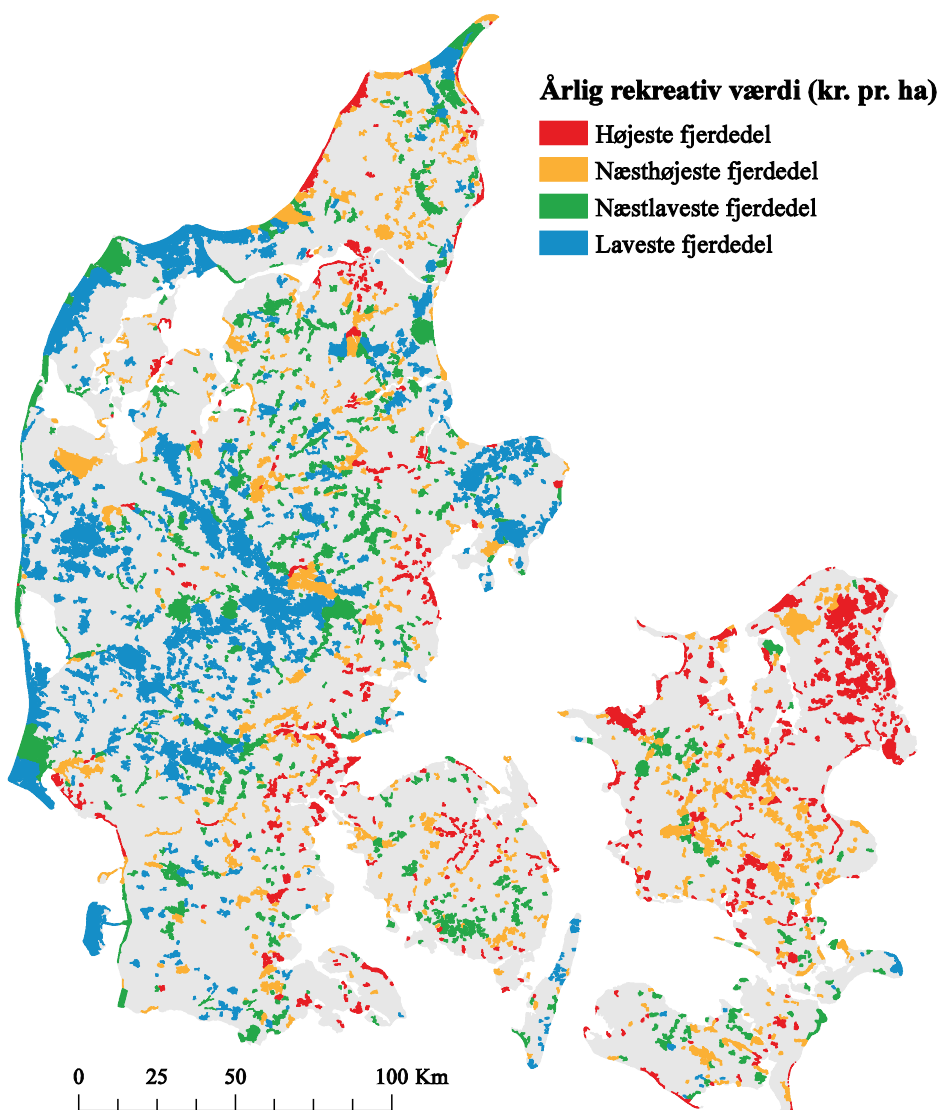 Årlig rekreativ værdi (kr. pr. ha)
Højeste fjerdedel
Næsthøjeste fjerdedel
Næstlaveste fjerdedel
Laveste fjerdedel
0 25 50 100 Km